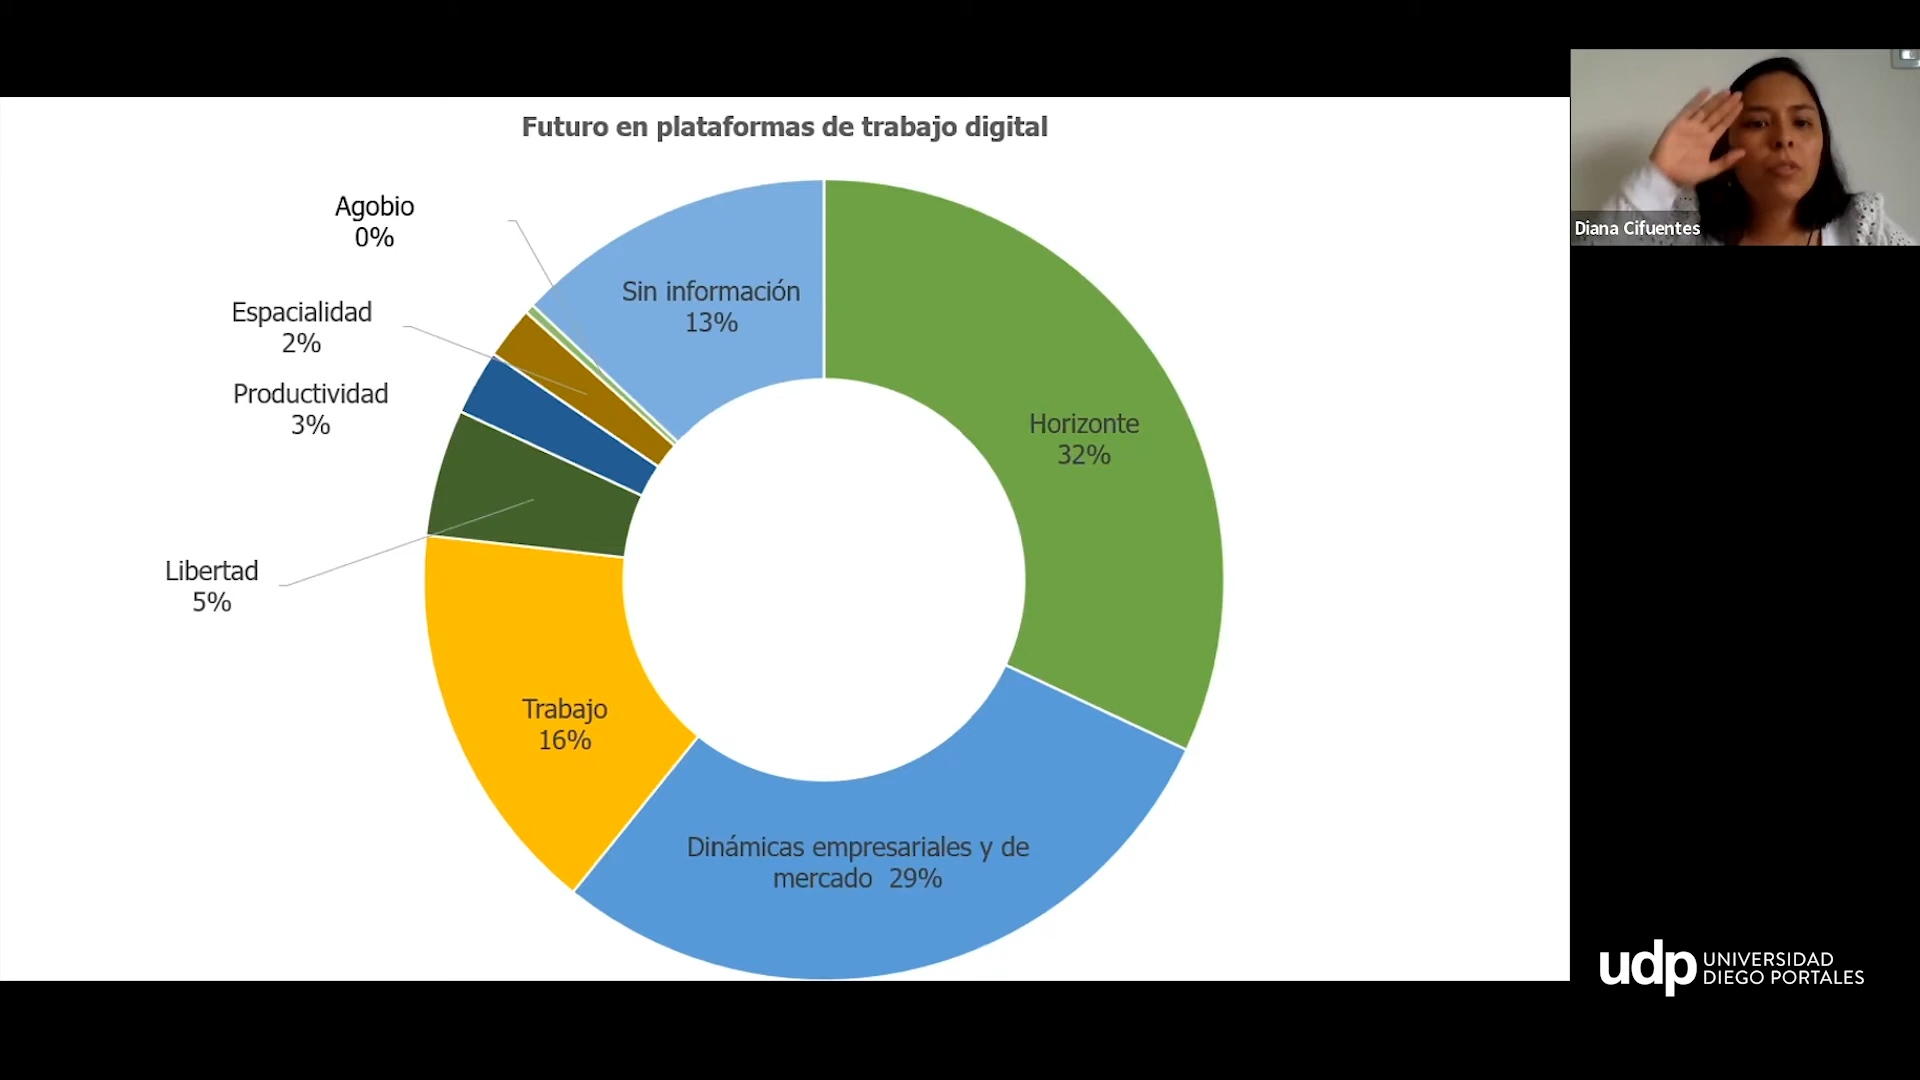 Futuro en plataformas de trabajo digital
Agobio
0%
Sin información
13%
Espacialidad
2%
Productividad
3%
Horizonte
32%
Libertad
5%
Trabajo
16%
Dinámicas empresariales y de
mercado 29%
Diana Cifuentes
udp UNIVERSIDAD
DIEGO PORTALES